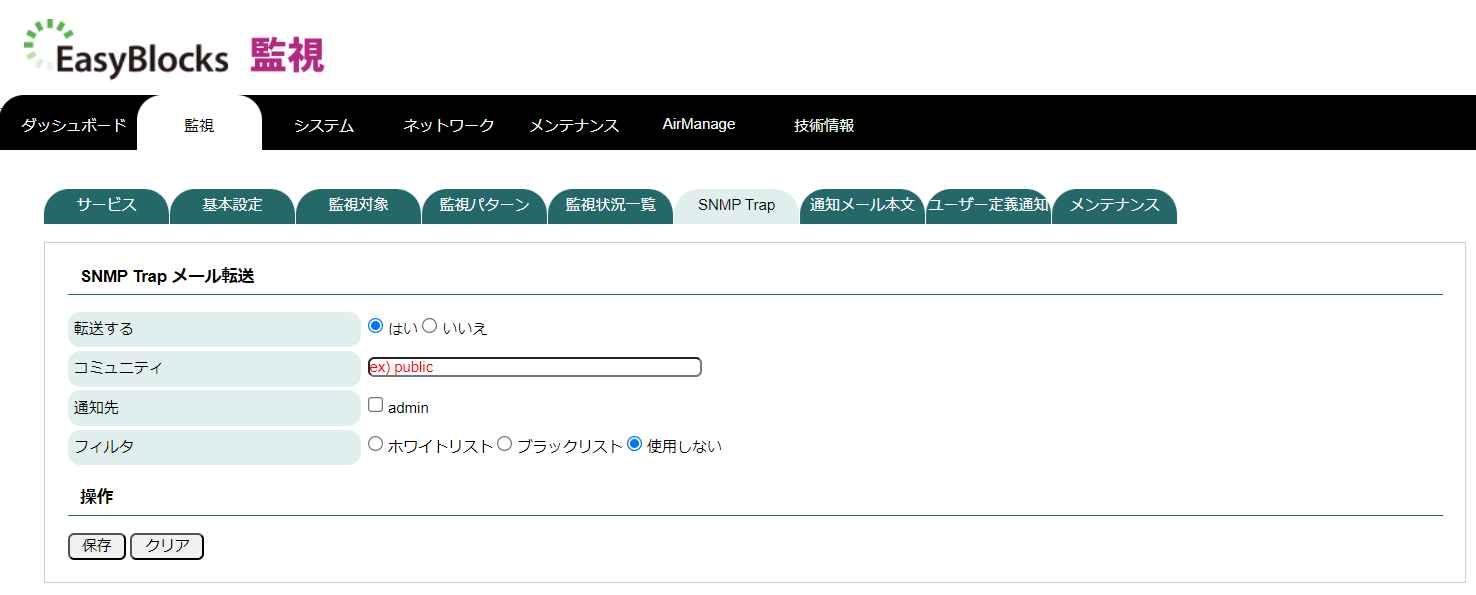 EasyBlocks 監視
ダッシュボード 監視 システム ネットワーク メンテナンス AirManage 技術情報
サービス 基本設定 監視対象 監視パターン 監視状況一覧 SNMP Trap 通知メール本文 ユーザー定義通知 メンテナンス
SNMP Trap メール転送
転送する はい いいえ
コミュニティ ex) public
通知先 admin
フィルタ ホワイトリスト ブラックリスト 使用しない
操作
保存 クリア